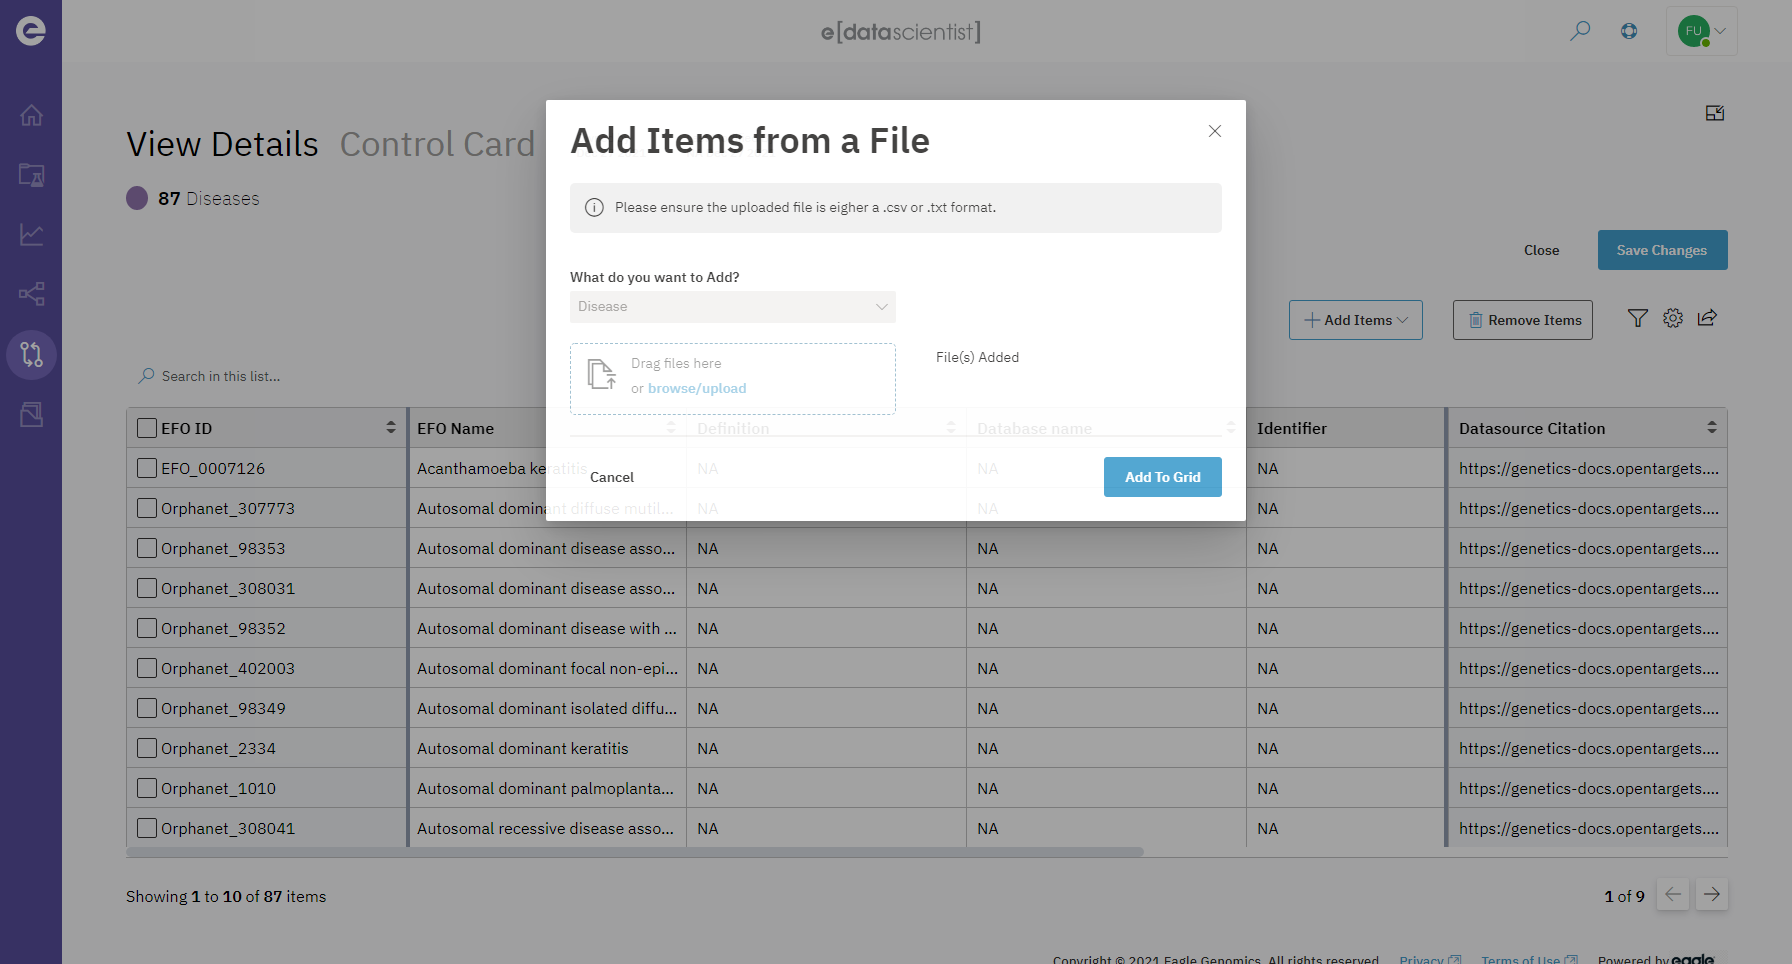 e[datascientist]
FU
View Details Control Card
87 Diseases
Add Items from a File
Please ensure the uploaded file is eigher a .csv or .txt format.
What do you want to Add?
Disease
Drag files here
or browse/upload
File(s) Added
Cancel
Add To Grid
Close
Save Changes
Add Items
Remove Items
Search in this list...
EFO ID EFO Name Definition Database name Identifier Datasource Citation
EFO_0007126 Acanthamoeba keratitis NA NA NA https://genetics-docs.opentargets....
Orphanet_307773 Autosomal dominant diffuse mutil... NA NA NA https://genetics-docs.opentargets....
Orphanet_98353 Autosomal dominant disease asso... NA NA NA https://genetics-docs.opentargets....
Orphanet_308031 Autosomal dominant disease asso... NA NA NA https://genetics-docs.opentargets....
Orphanet_98352 Autosomal dominant disease with ... NA NA NA https://genetics-docs.opentargets....
Orphanet_402003 Autosomal dominant focal non-epi... NA NA NA https://genetics-docs.opentargets....
Orphanet_98349 Autosomal dominant isolated diffu... NA NA NA https://genetics-docs.opentargets....
Orphanet_2334 Autosomal dominant keratitis NA NA NA https://genetics-docs.opentargets....
Orphanet_1010 Autosomal dominant palmoplanta... NA NA NA https://genetics-docs.opentargets....
Orphanet_308041 Autosomal recessive disease asso... NA NA NA https://genetics-docs.opentargets....
Showing 1 to 10 of 87 items
1 of 9
Copyright © 2021 Eagle Genomics. All rights reserved Privacy Terms of Use Powered by eagle